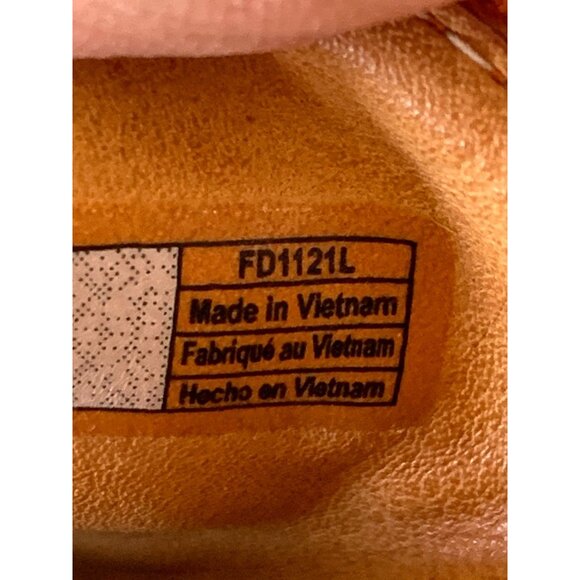 FD1121L
Made in Vietnam
Fabriqué au Vietnam
Hecho en Vietnam